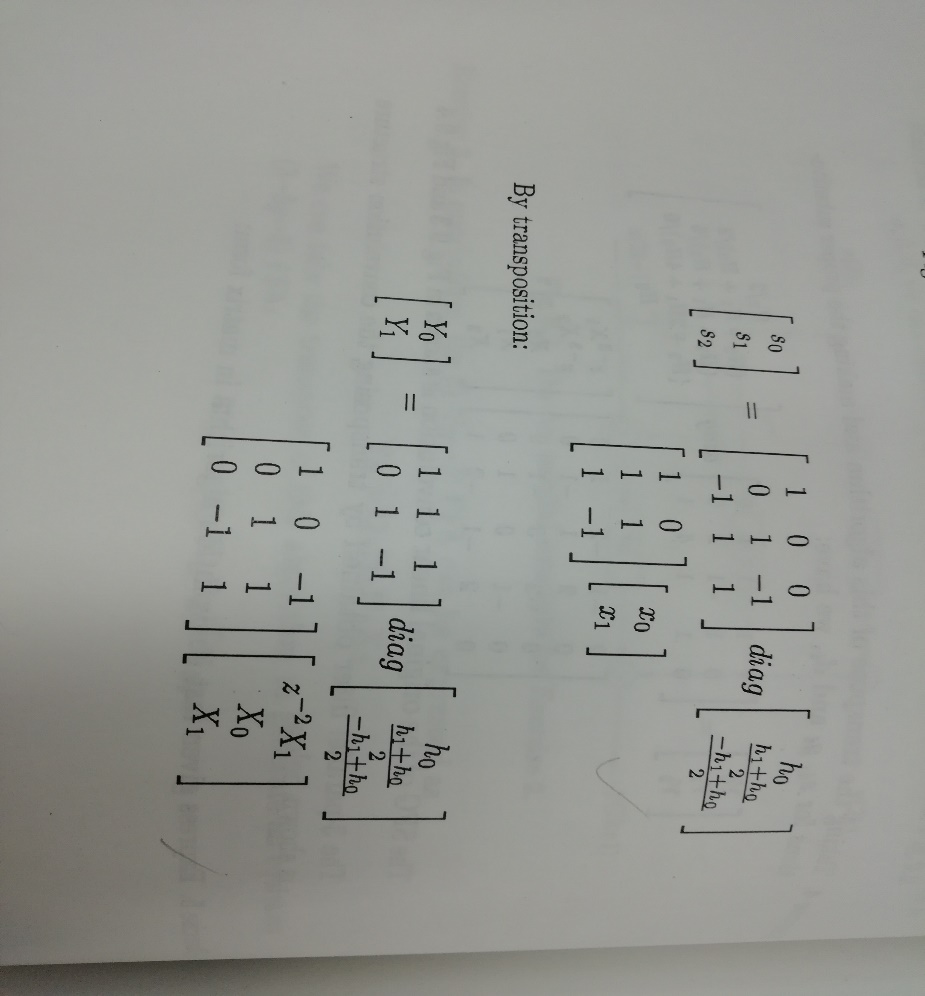 [s0 s1 s2] = [1 0 0; 0 1 −1; −1 1 1] diag [h0; (h1+h0)/2; (−h1+h0)/2]
[1 0; 1 1; 1 −1] [x0; x1]
By transposition:
[Y0; Y1] = [1 1 1; 0 1 −1] diag [h0; (h1+h0)/2; (−h1+h0)/2]
[1 0 −1; 0 1 1; 0 −1 1] [z^−2 X1; X0; X1]